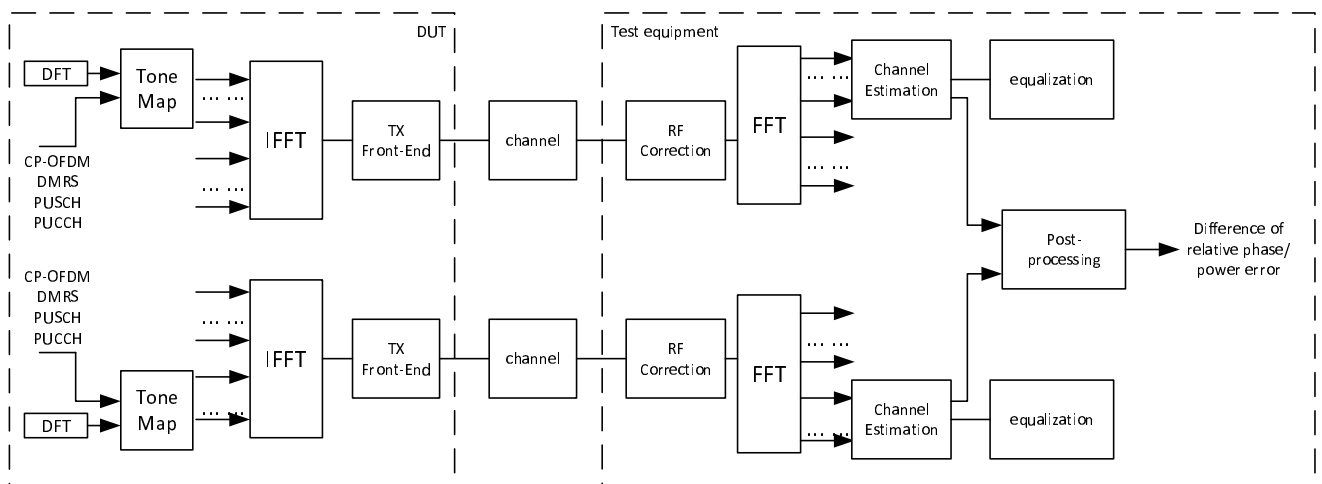 DUT
Test equipment
DFT
Tone
Map
... ...
... ...
IFFT
TX
Front-End
channel
RF
Correction
FFT
... ...
... ...
Channel
Estimation
equalization
CP-OFDM
DMRS
PUSCH
PUCCH
Post-
processing
Difference of
relative phase/
power error
CP-OFDM
DMRS
PUSCH
PUCCH
DFT
Tone
Map
... ...
... ...
IFFT
TX
Front-End
channel
RF
Correction
FFT
... ...
... ...
Channel
Estimation
equalization